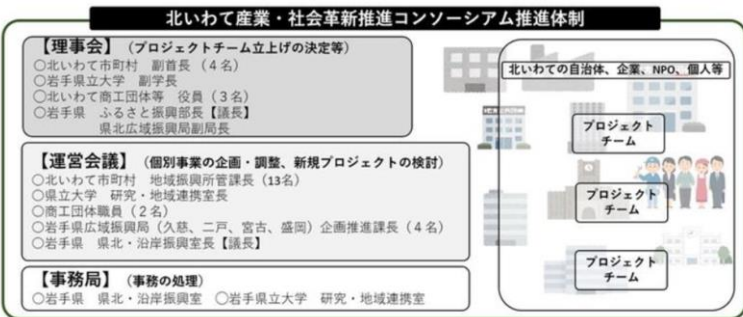 北いわて産業・社会革新推進コンソーシアム推進体制
【理事会】（プロジェクトチーム立上げの決定等）
○北いわて市町村　副首長（４名）
○岩手県立大学　副学長
○北いわて商工団体等　役員（３名）
○岩手県　ふるさと振興部長【議長】
県北広域振興局副局長
【運営会議】（個別事業の企画・調整、新規プロジェクトの検討）
○北いわて市町村　地域振興所管課長（13名）
○県立大学　研究・地域連携室長
○商工団体職員（２名）
○岩手県広域振興局（久慈、二戸、宮古、盛岡）企画推進課長（４名）
○岩手県　県北・沿岸振興室長【議長】
【事務局】（事務の処理）
○岩手県　県北・沿岸振興室　○岩手県立大学　研究・地域連携室
北いわての自治体、企業、NPO、個人等
プロジェクト
チーム
プロジェクト
チーム
プロジェクト
チーム